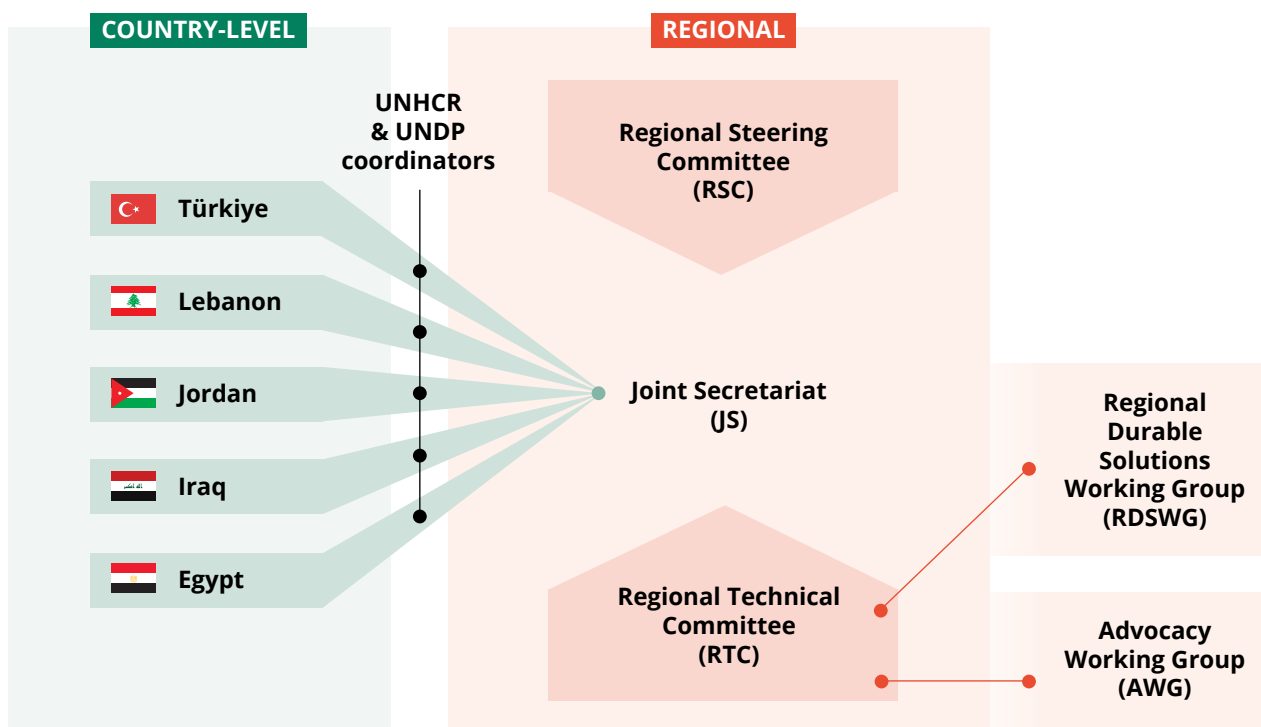 COUNTRY-LEVEL
REGIONAL
UNHCR
& UNDP
coordinators
Türkiye
Lebanon
Jordan
Iraq
Egypt
Regional Steering
Committee
(RSC)
Joint Secretariat
(JS)
Regional Technical
Committee
(RTC)
Regional
Durable
Solutions
Working Group
(RDSWG)
Advocacy
Working Group
(AWG)